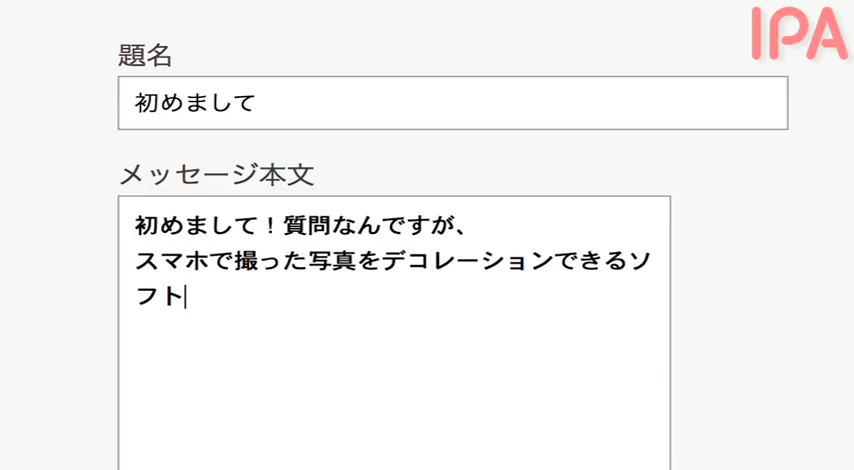 IPA
題名
初めまして
メッセージ本文
初めまして！質問なんですが、
スマホで撮った写真をデコレーションできるソ
フト